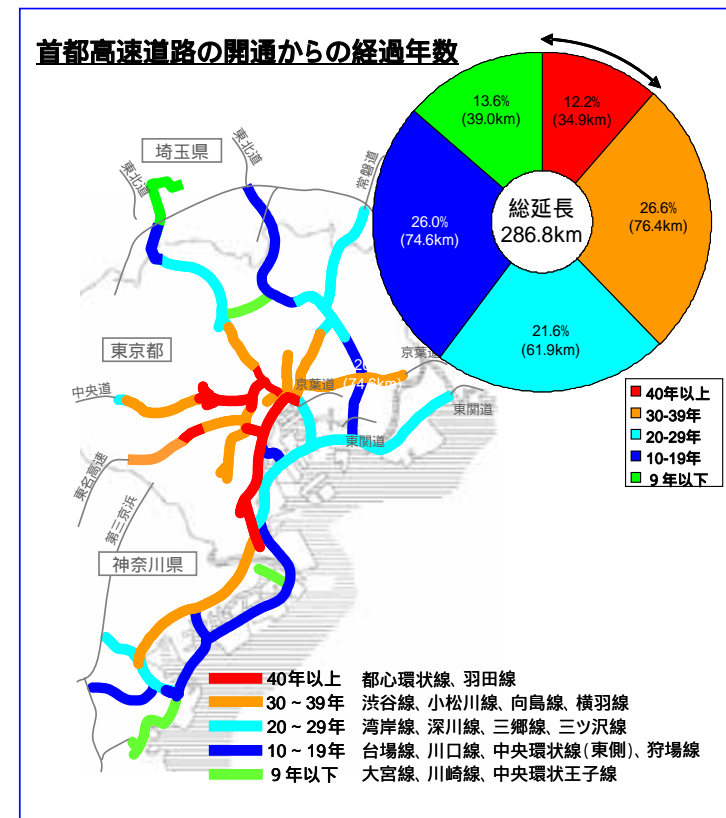 首都高速道路の開通からの経過年数
13.6%
(39.0km)
12.2%
(34.9km)
26.0%
(74.6km)
総延長
286.8km
26.6%
(76.4km)
21.6%
(61.9km)
埼玉県
東北道
東北道
常磐道
東京都
中央道
京葉道
京葉道
(74.6km)
東関道
東関道
東名高速
第三京浜
神奈川県
40年以上
30-39年
20-29年
10-19年
9年以下
40年以上 都心環状線、羽田線
30~39年 渋谷線、小松川線、向島線、横羽線
20~29年 湾岸線、深川線、三郷線、三ツ沢線
10~19年 台場線、川口線、中央環状線(東側)、狩場線
9年以下 大宮線、川崎線、中央環状王子線